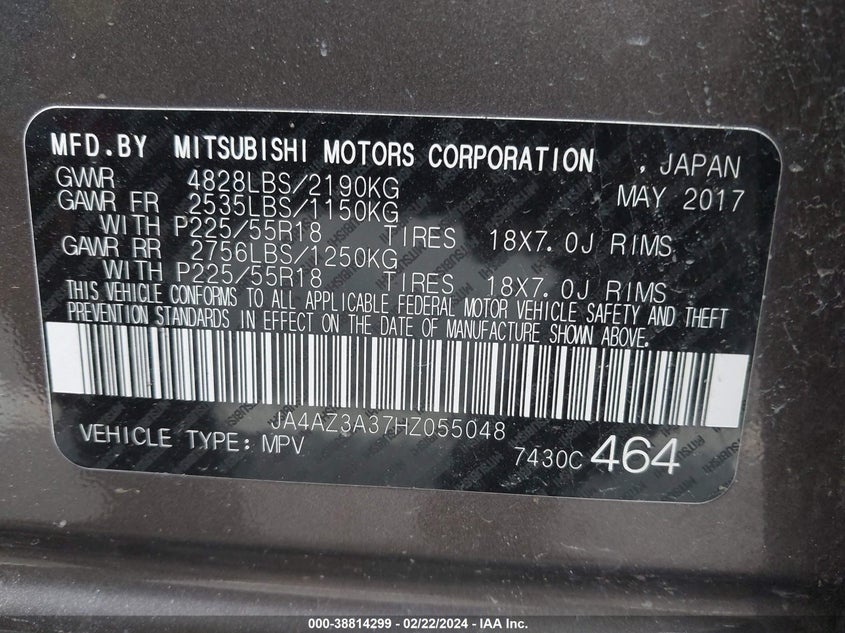 MFD.BY MITSUBISHI MOTORS CORPORATION , JAPAN
GVWR 4828LBS/2190KG MAY 2017
GAWR FR 2535LBS/1150KG
WITH P225/55R18 TIRES 18X7.0J RIMS
GAWR RR 2756LBS/1250KG
WITH P225/55R18 TIRES 18X7.0J RIMS
THIS VEHICLE CONFORMS TO ALL APPLICABLE FEDERAL MOTOR VEHICLE SAFETY AND THEFT
PREVENTION STANDARDS IN EFFECT ON THE DATE OF MANUFACTURE SHOWN ABOVE.
JA4AZ3A37HZ055048
VEHICLE TYPE: MPV 7430C 464
000-38814299 - 02/22/2024 - IAA Inc.